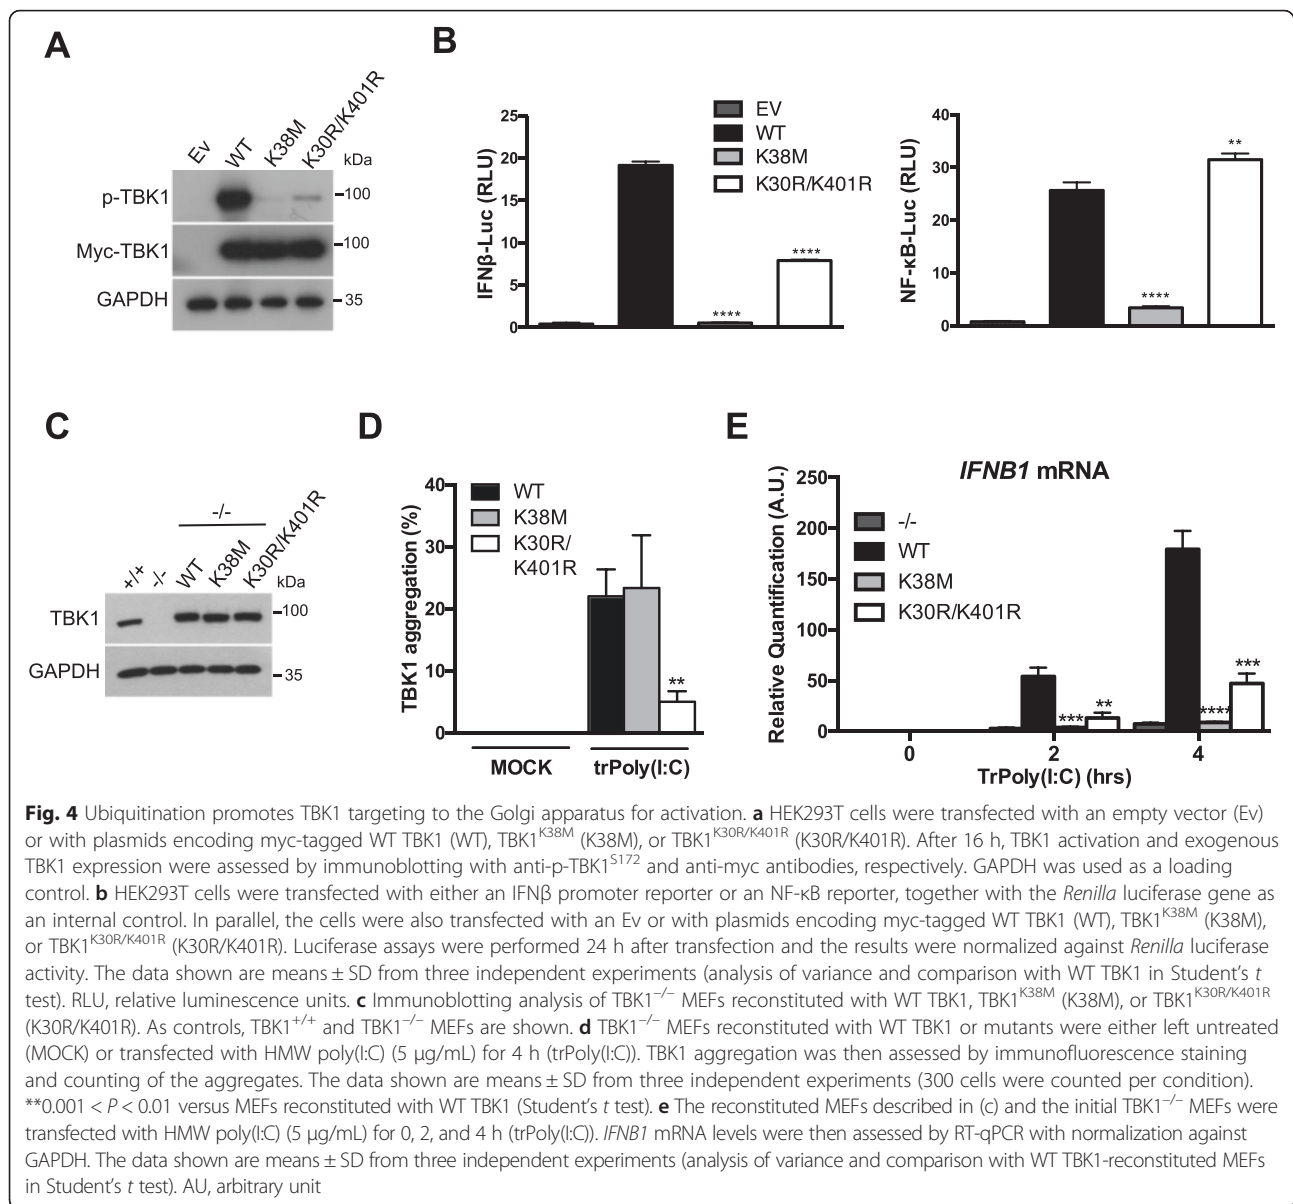 A
Ev
WT
K38M
K30R/K401R
kDa
p-TBK1
100
Myc-TBK1
100
GAPDH
35
B
IFNβ-Luc (RLU)
25
20
15
10
5
0
****
****
EV
WT
K38M
K30R/K401R
NF-κB-Luc (RLU)
40
30
20
10
0
****
**
C
-/-
+/+
-/-
WT
K38M
K30R/K401R
kDa
TBK1
100
GAPDH
35
D
TBK1 aggregation (%)
40
30
20
10
0
WT
K38M
K30R/
K401R
**
MOCK
trPoly(I:C)
E
IFNB1 mRNA
Relative Quantification (A.U.)
250
200
150
100
50
0
-/-
WT
K38M
K30R/K401R
***
**
****
***
0
2
4
TrPoly(I:C) (hrs)
Fig. 4 Ubiquitination promotes TBK1 targeting to the Golgi apparatus for activation. a HEK293T cells were transfected with an empty vector (Ev)
or with plasmids encoding myc-tagged WT TBK1 (WT), TBK1K38M (K38M), or TBK1K30R/K401R (K30R/K401R). After 16 h, TBK1 activation and exogenous
TBK1 expression were assessed by immunoblotting with anti-p-TBK1S172 and anti-myc antibodies, respectively. GAPDH was used as a loading
control. b HEK293T cells were transfected with either an IFNβ promoter reporter or an NF-κB reporter, together with the Renilla luciferase gene as
an internal control. In parallel, the cells were also transfected with an Ev or with plasmids encoding myc-tagged WT TBK1 (WT), TBK1K38M (K38M),
or TBK1K30R/K401R (K30R/K401R). Luciferase assays were performed 24 h after transfection and the results were normalized against Renilla luciferase
activity. The data shown are means ± SD from three independent experiments (analysis of variance and comparison with WT TBK1 in Student's t
test). RLU, relative luminescence units. c Immunoblotting analysis of TBK1−/− MEFs reconstituted with WT TBK1, TBK1K38M (K38M), or TBK1K30R/K401R
(K30R/K401R). As controls, TBK1+/+ and TBK1−/− MEFs are shown. d TBK1−/− MEFs reconstituted with WT TBK1 or mutants were either left untreated
(MOCK) or transfected with HMW poly(I:C) (5 μg/mL) for 4 h (trPoly(I:C)). TBK1 aggregation was then assessed by immunofluorescence staining
and counting of the aggregates. The data shown are means ± SD from three independent experiments (300 cells were counted per condition).
**0.001 < P < 0.01 versus MEFs reconstituted with WT TBK1 (Student's t test). e The reconstituted MEFs described in (c) and the initial TBK1−/− MEFs were
transfected with HMW poly(I:C) (5 μg/mL) for 0, 2, and 4 h (trPoly(I:C)). IFNB1 mRNA levels were then assessed by RT-qPCR with normalization against
GAPDH. The data shown are means ± SD from three independent experiments (analysis of variance and comparison with WT TBK1-reconstituted MEFs
in Student's t test). AU, arbitrary unit